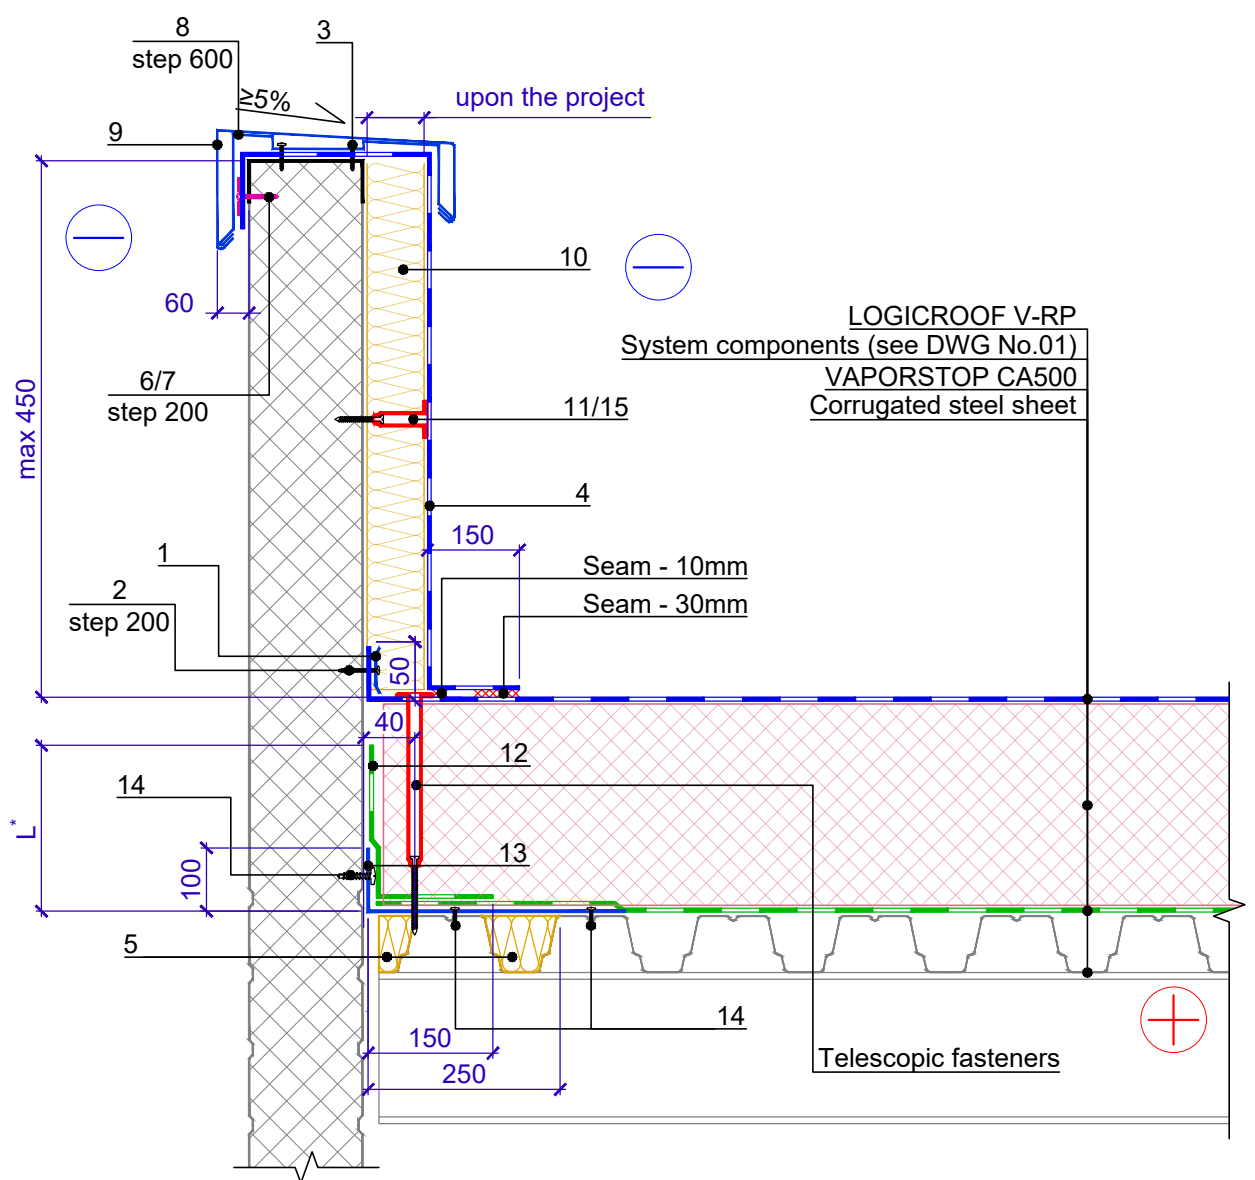 8
step 600
3
≥5%
upon the project
9
10
60
LOGICROOF V-RP
System components (see DWG No.01)
VAPORSTOP CA500
Corrugated steel sheet
6/7
step 200
max 450
11/15
4
150
1
Seam - 10mm
2
step 200
Seam - 30mm
50
40
12
14
L*
13
100
5
14
150
Telescopic fasteners
250